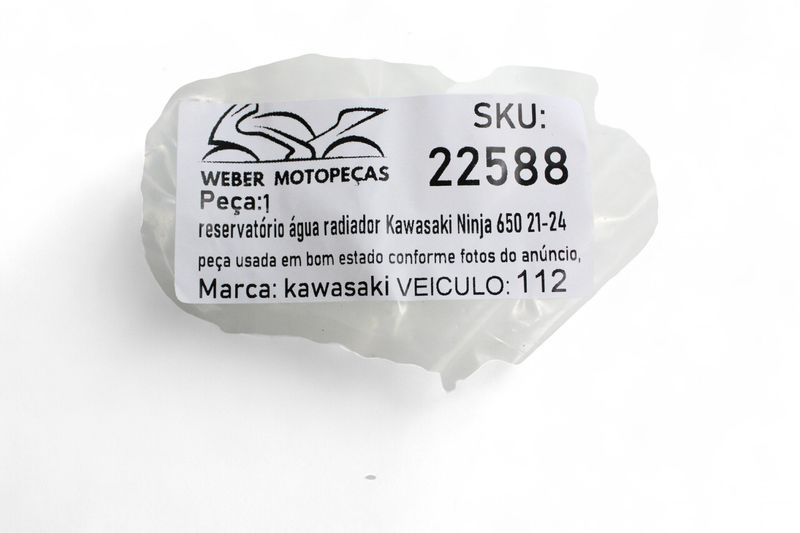 WEBER MOTOPEÇAS
SKU:
22588
Peça:1
reservatório água radiador Kawasaki Ninja 650 21-24
peça usada em bom estado conforme fotos do anúncio,
Marca: kawasaki VEICULO: 112